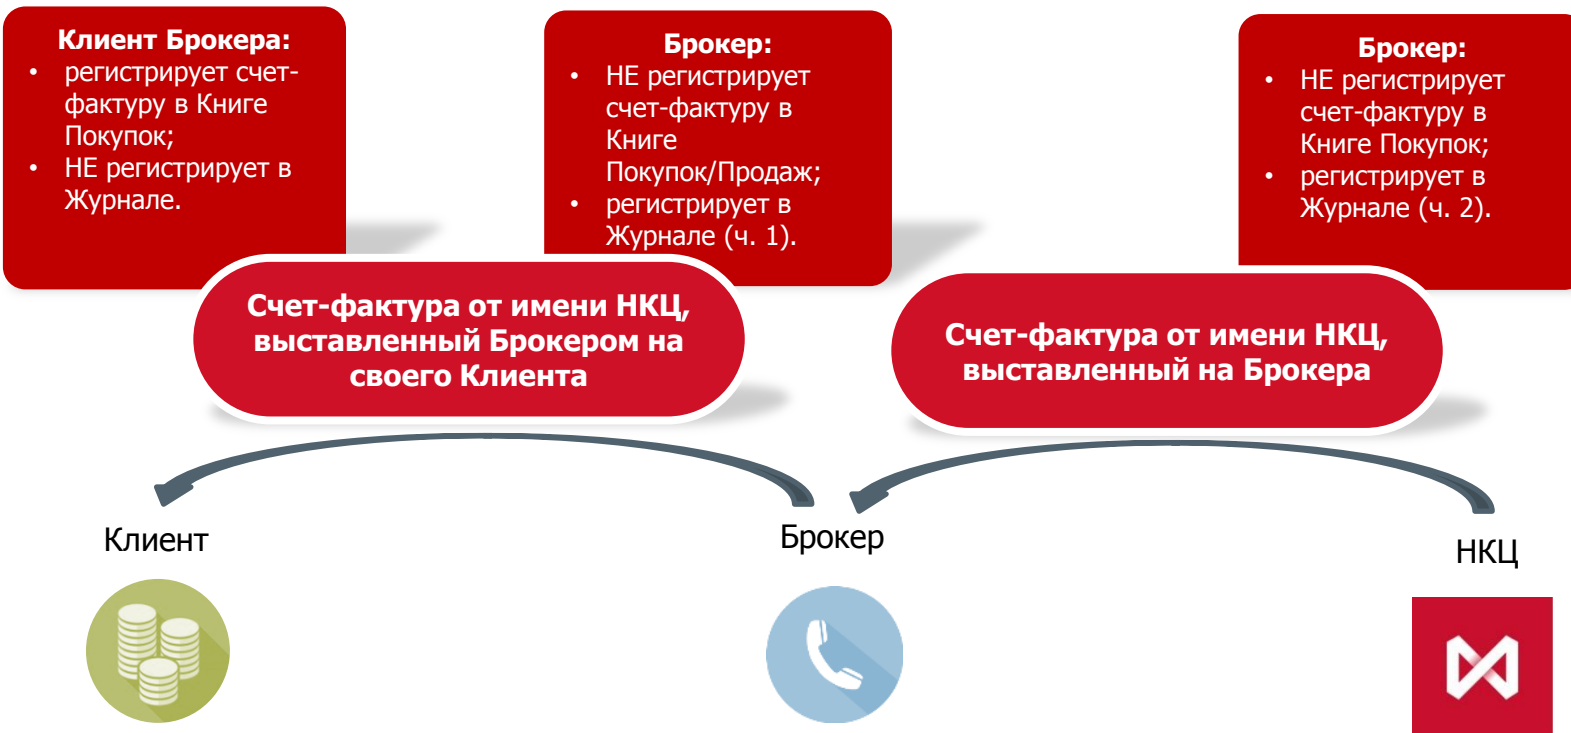 Клиент Брокера:
• регистрирует счет-
фактуру в Книге
Покупок;
• НЕ регистрирует в
Журнале.
Брокер:
• НЕ регистрирует
счет-фактуру в
Книге
Покупок/Продаж;
• регистрирует в
Журнале (ч. 1).
Брокер:
• НЕ регистрирует
счет-фактуру в
Книге Покупок;
• регистрирует в
Журнале (ч. 2).
Счет-фактура от имени НКЦ,
выставленный Брокером на
своего Клиента
Счет-фактура от имени НКЦ,
выставленный на Брокера
Клиент
Брокер
НКЦ